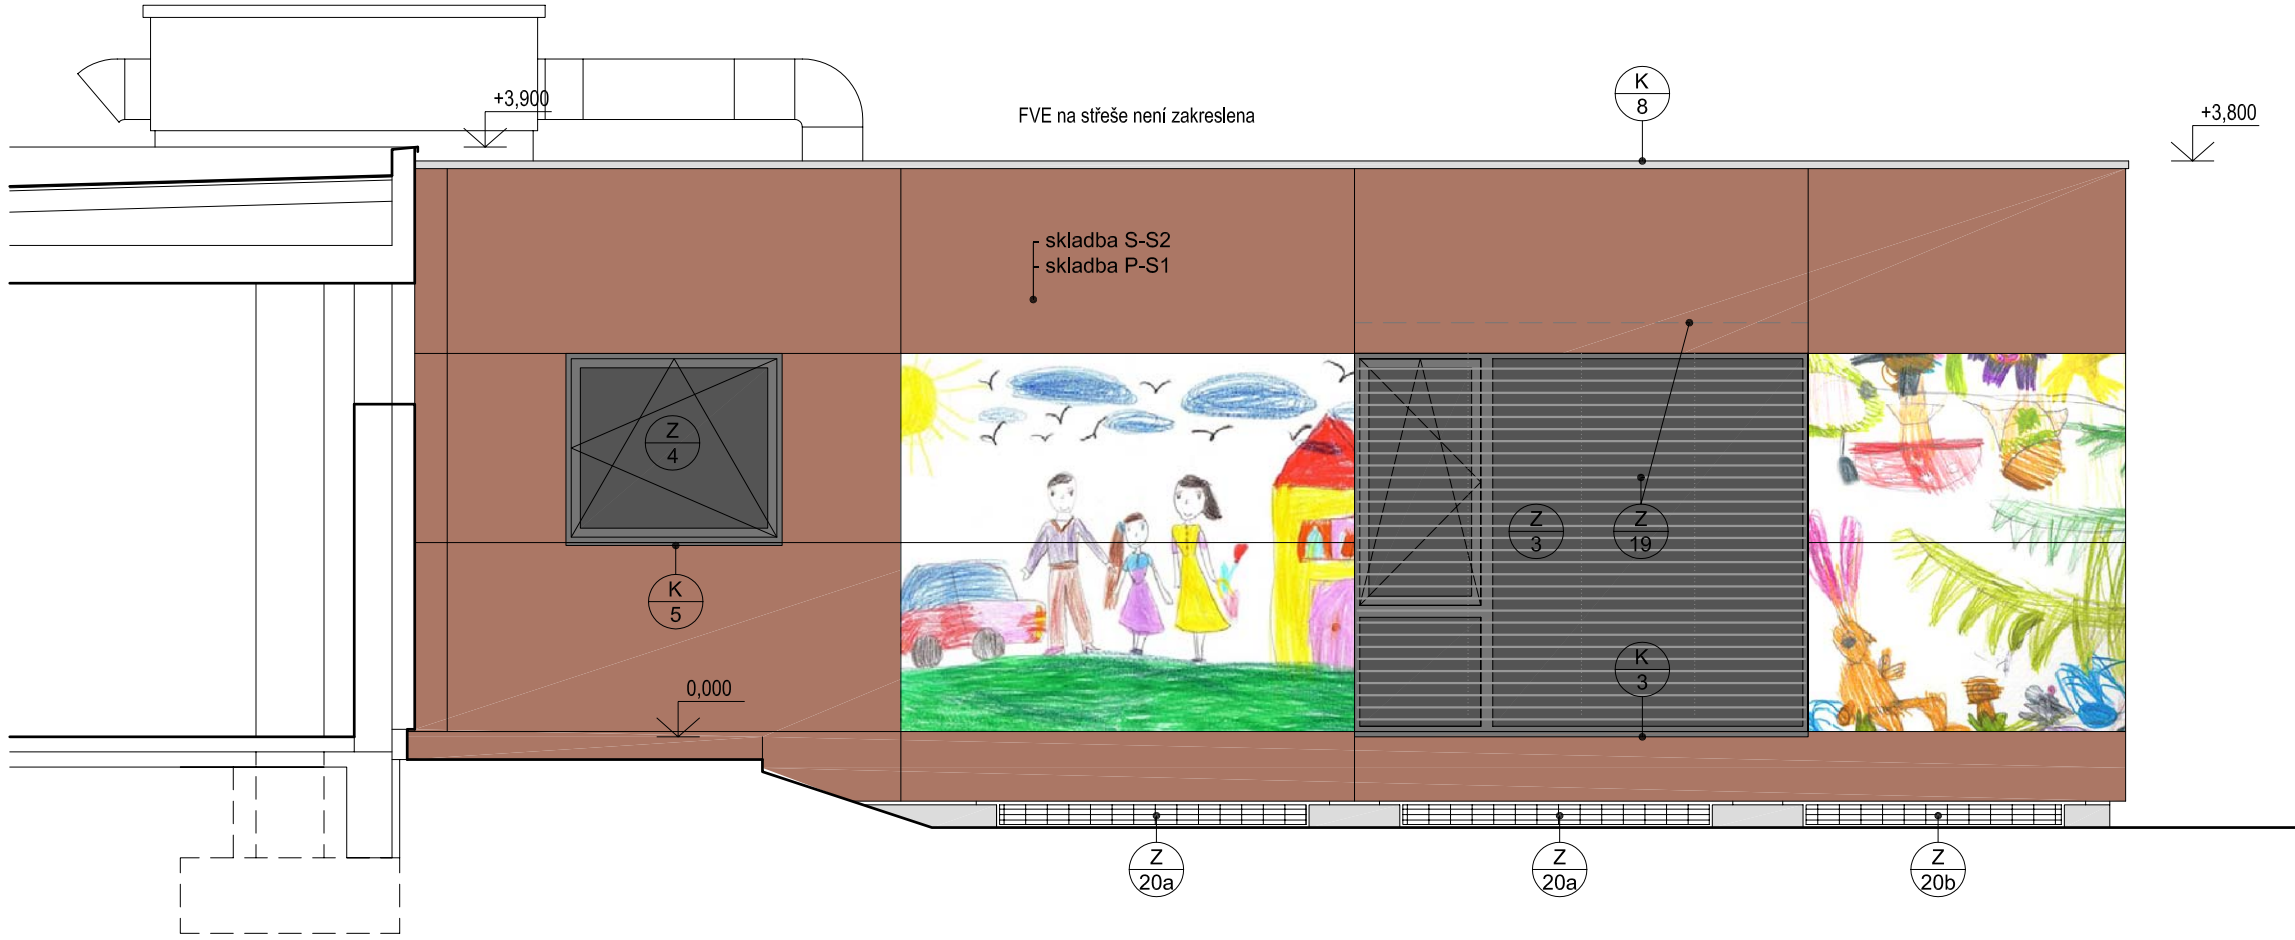 K
8
+3,900
+3,800
FVE na střeše není zakreslena
skladba S-S2
skladba P-S1
Z
4
Z
3
Z
19
K
5
K
3
0,000
Z
20a
Z
20a
Z
20b